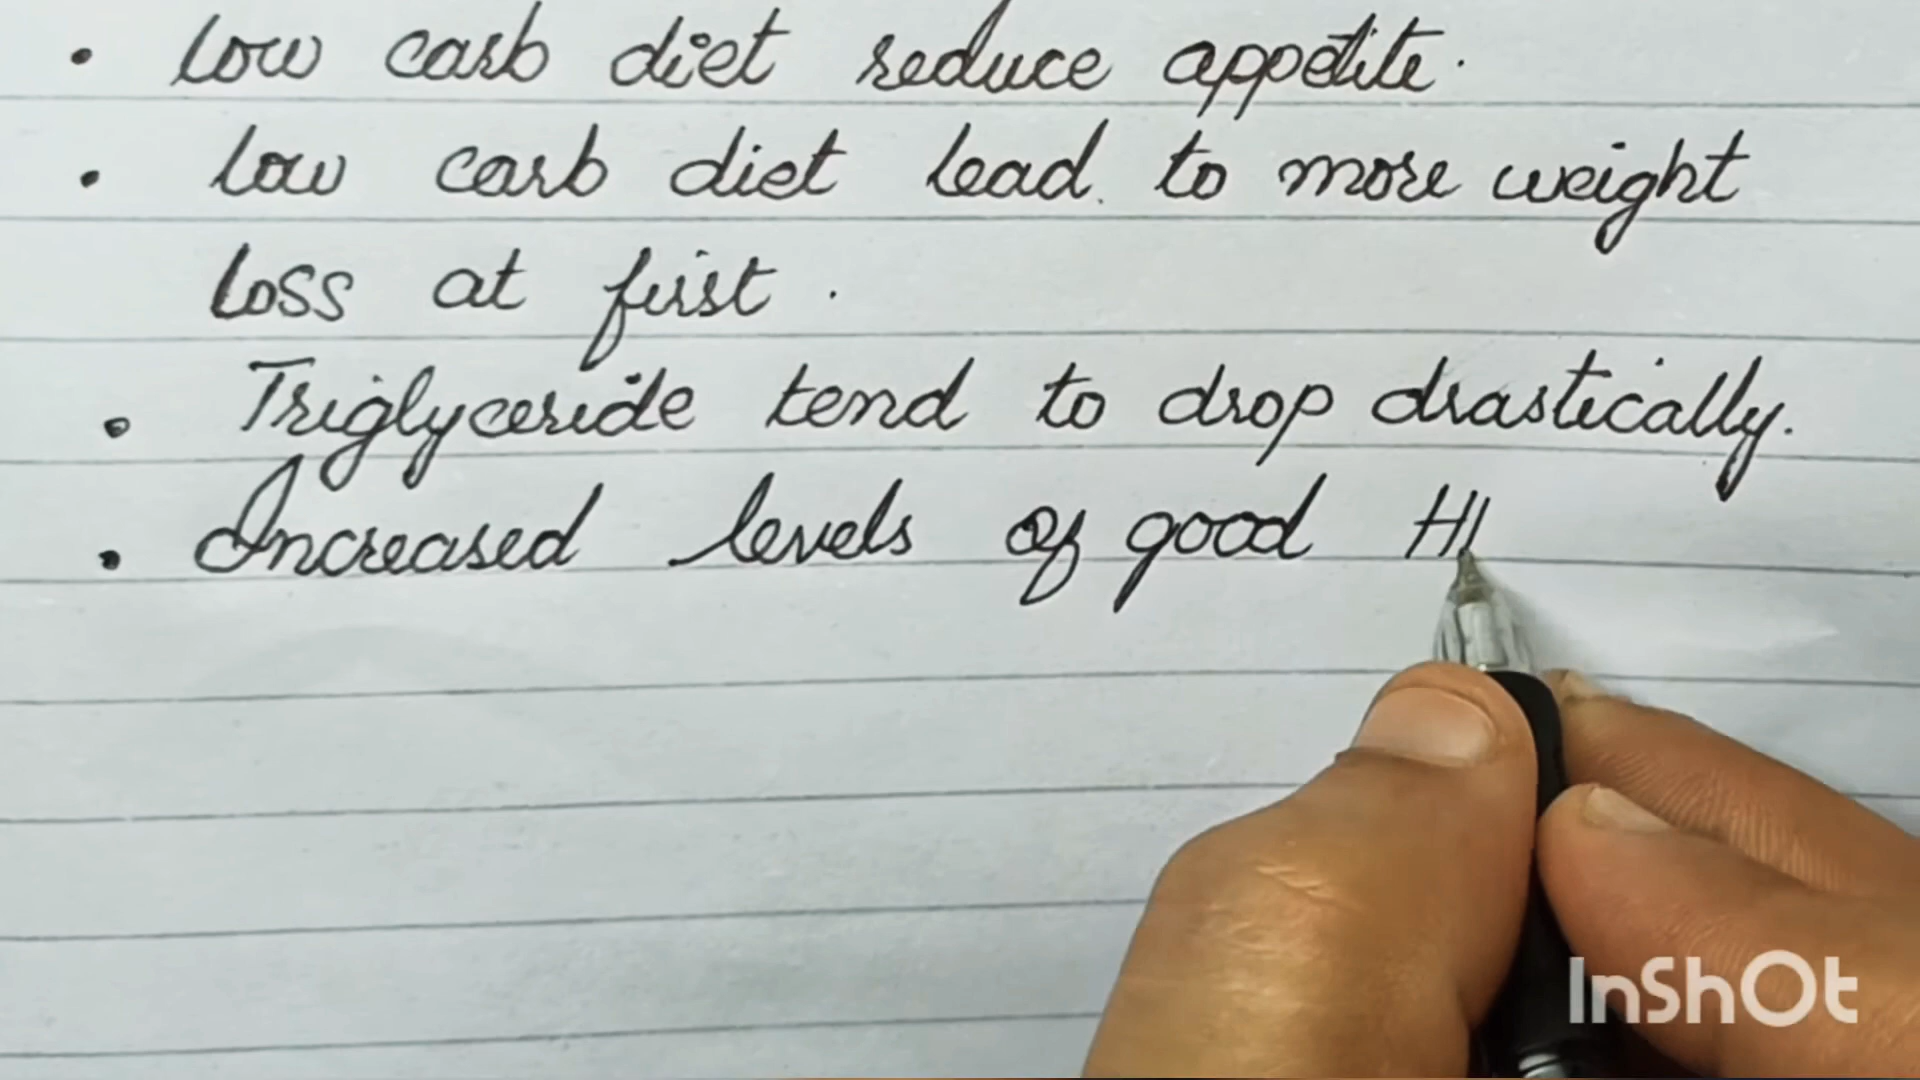 • low carb diet reduce appetite.
• low carb diet lead to more weight
loss at first.
• Triglyceride tend to drop drastically.
• Increased levels of good
InShOt